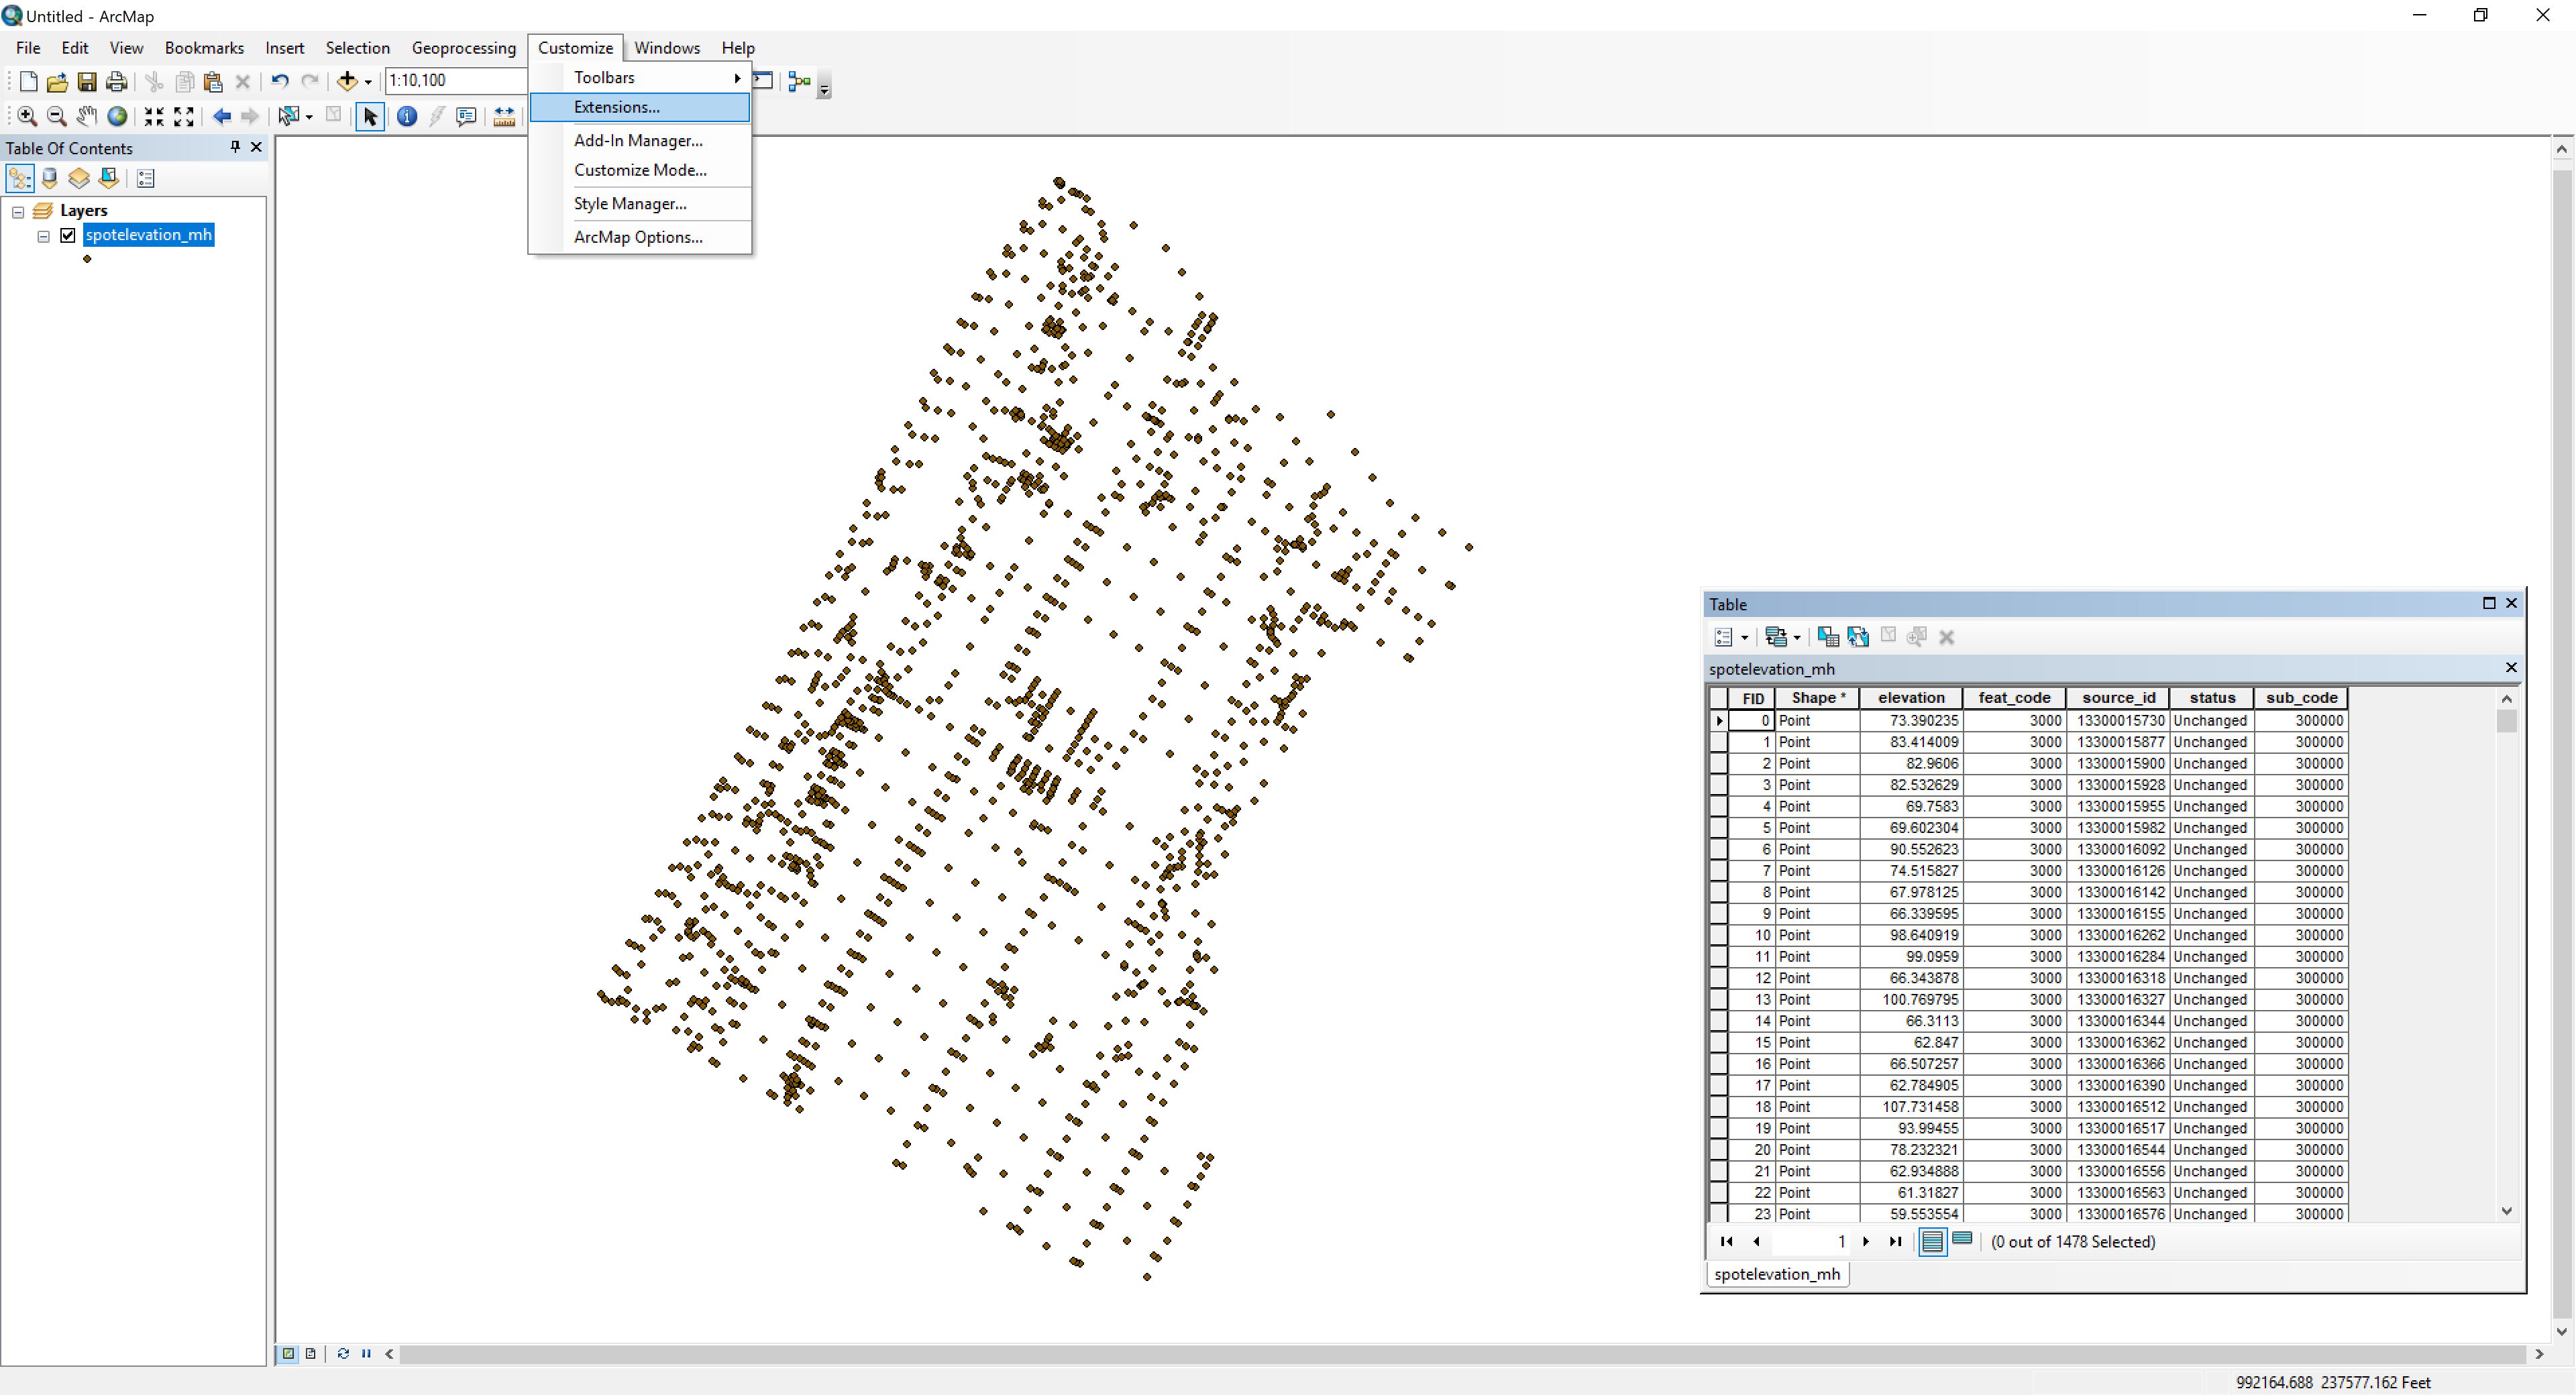 Untitled - ArcMap
File Edit View Bookmarks Insert Selection Geoprocessing Customize Windows Help
1:10,100
Toolbars
Extensions...
Add-In Manager...
Customize Mode...
Style Manager...
ArcMap Options...
Table Of Contents
Layers
spotelevation_mh
Table
spotelevation_mh
FID Shape * elevation feat_code source_id status sub_code
0 Point 73.390235 3000 13300015730 Unchanged 300000
1 Point 83.414009 3000 13300015877 Unchanged 300000
2 Point 82.9606 3000 13300015900 Unchanged 300000
3 Point 82.532629 3000 13300015928 Unchanged 300000
4 Point 69.7583 3000 13300015955 Unchanged 300000
5 Point 69.602304 3000 13300015982 Unchanged 300000
6 Point 90.552623 3000 13300016092 Unchanged 300000
7 Point 74.515827 3000 13300016126 Unchanged 300000
8 Point 67.978125 3000 13300016142 Unchanged 300000
9 Point 66.339595 3000 13300016155 Unchanged 300000
10 Point 98.640919 3000 13300016262 Unchanged 300000
11 Point 99.0959 3000 13300016284 Unchanged 300000
12 Point 66.343878 3000 13300016318 Unchanged 300000
13 Point 100.769795 3000 13300016327 Unchanged 300000
14 Point 66.3113 3000 13300016344 Unchanged 300000
15 Point 62.847 3000 13300016362 Unchanged 300000
16 Point 66.507257 3000 13300016366 Unchanged 300000
17 Point 62.784905 3000 13300016390 Unchanged 300000
18 Point 107.731458 3000 13300016512 Unchanged 300000
19 Point 93.99455 3000 13300016517 Unchanged 300000
20 Point 78.232321 3000 13300016544 Unchanged 300000
21 Point 62.934888 3000 13300016556 Unchanged 300000
22 Point 61.31827 3000 13300016563 Unchanged 300000
23 Point 59.553554 3000 13300016576 Unchanged 300000
1 (0 out of 1478 Selected)
spotelevation_mh
992164.688 237577.162 Feet